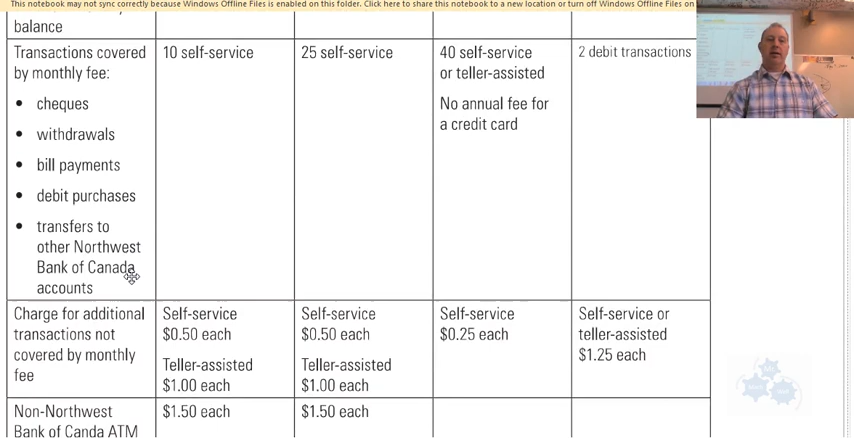 This notebook may not sync correctly because Windows Offline Files is enabled on this folder. Click here to share this notebook to a new location or turn off Windows Offline Files on
balance
Transactions covered
by monthly fee:
• cheques
• withdrawals
• bill payments
• debit purchases
• transfers to
other Northwest
Bank of Canada
accounts
10 self-service
25 self-service
40 self-service
or teller-assisted
No annual fee for
a credit card
2 debit transactions
Charge for additional
transactions not
covered by monthly
fee
Self-service
$0.50 each
Teller-assisted
$1.00 each
Self-service
$0.50 each
Teller-assisted
$1.00 each
Self-service
$0.25 each
Self-service or
teller-assisted
$1.25 each
Non-Northwest
Bank of Canda ATM
$1.50 each
$1.50 each